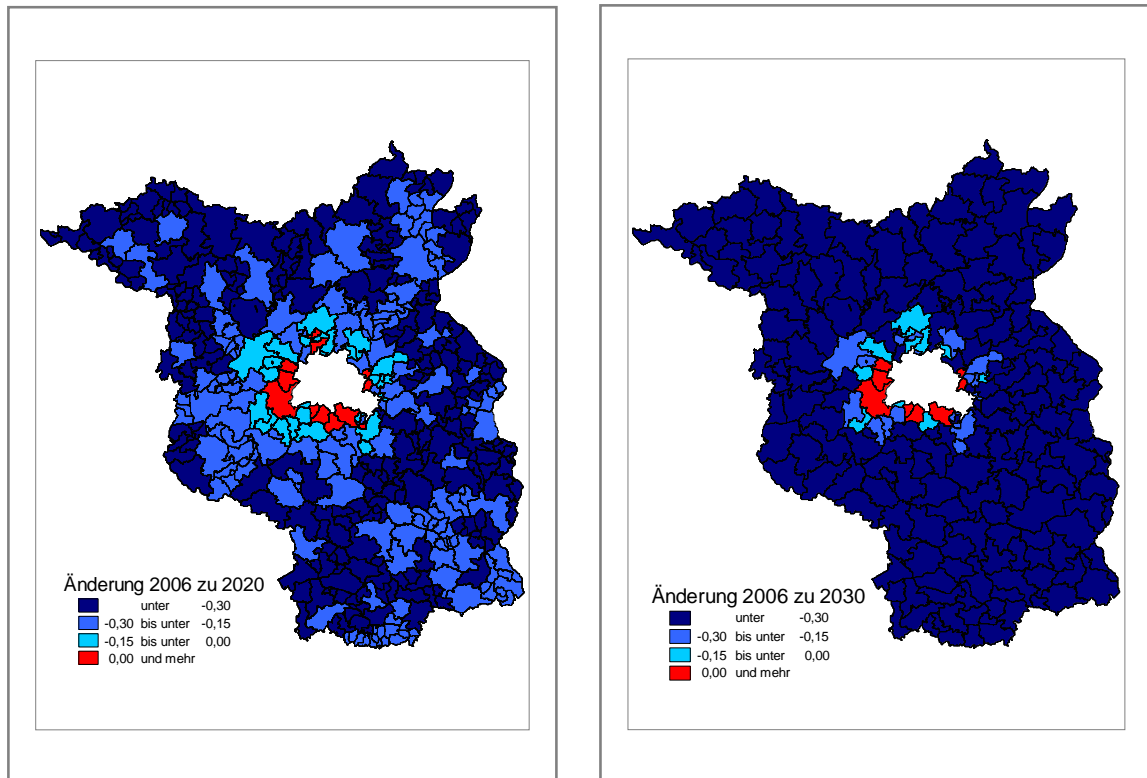 Änderung 2006 zu 2020
unter -0,30
-0,30 bis unter -0,15
-0,15 bis unter 0,00
0,00 und mehr
Änderung 2006 zu 2030
unter -0,30
-0,30 bis unter -0,15
-0,15 bis unter 0,00
0,00 und mehr